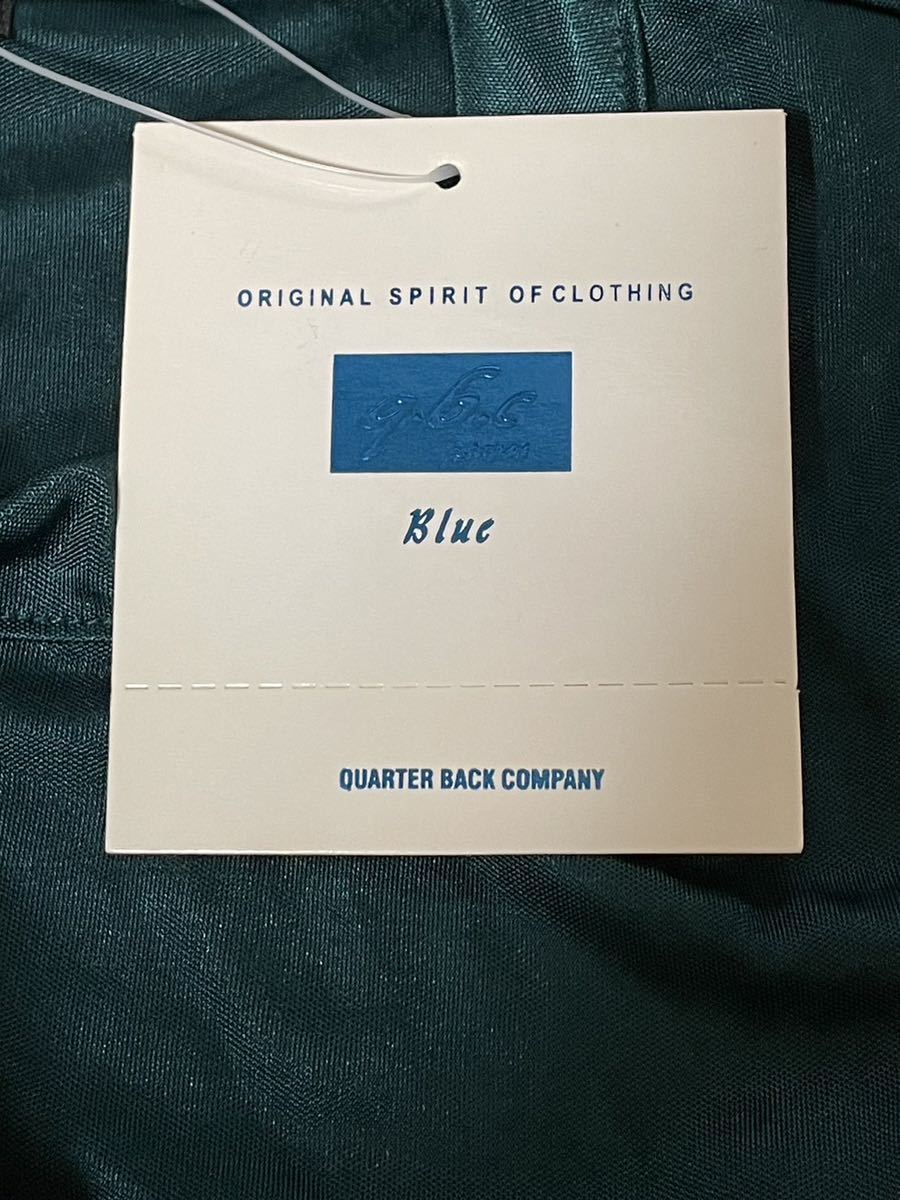 ORIGINAL SPIRIT OF CLOTHING
q.b.c
Blue
QUARTER BACK COMPANY